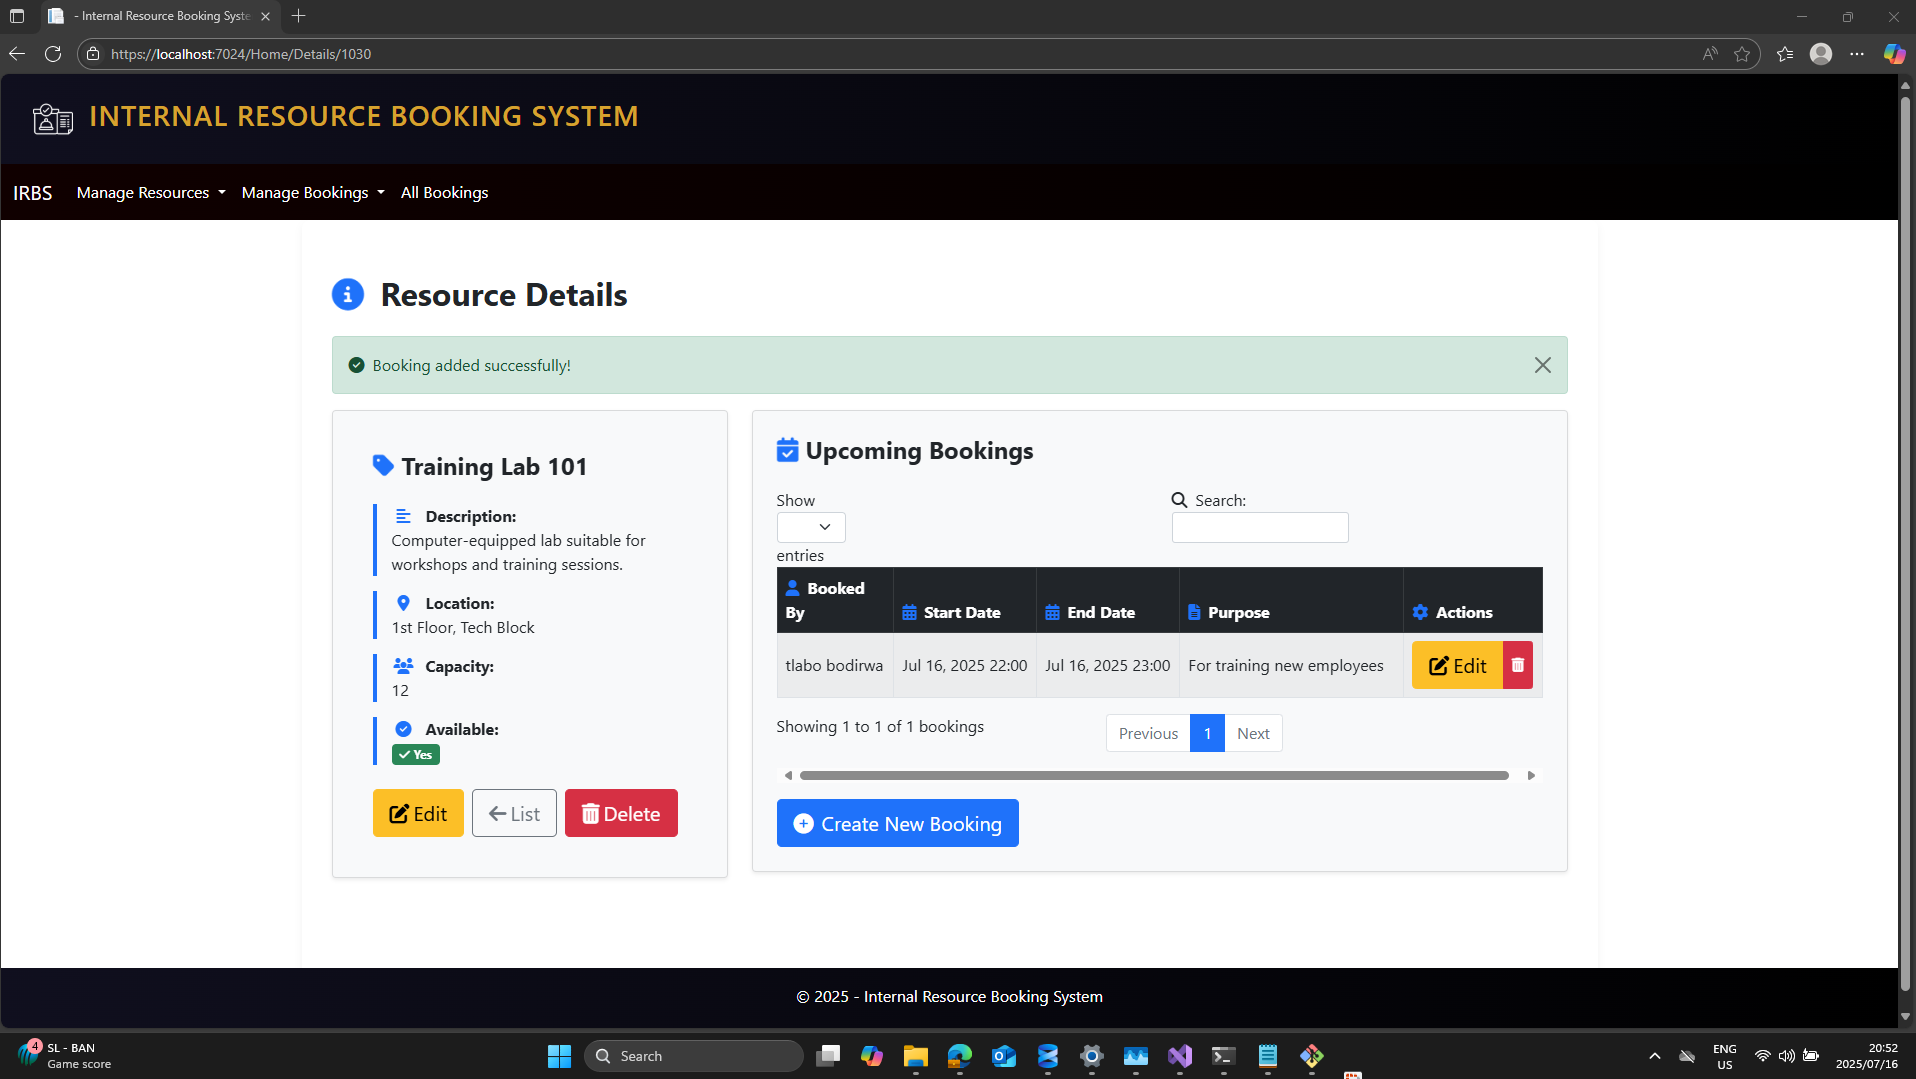 - Internal Resource Booking Syste
https://localhost:7024/Home/Details/1030
INTERNAL RESOURCE BOOKING SYSTEM
IRBS Manage Resources Manage Bookings All Bookings
Resource Details
Booking added successfully!
Training Lab 101
Description:
Computer-equipped lab suitable for
workshops and training sessions.
Location:
1st Floor, Tech Block
Capacity:
12
Available:
Yes
Edit List Delete
Upcoming Bookings
Show
Search:
entries
Booked By Start Date End Date Purpose Actions
tlabo bodirwa Jul 16, 2025 22:00 Jul 16, 2025 23:00 For training new employees Edit
Showing 1 to 1 of 1 bookings
Previous 1 Next
Create New Booking
© 2025 - Internal Resource Booking System
4
SL - BAN
Game score
Search
ENG
US
20:52
2025/07/16